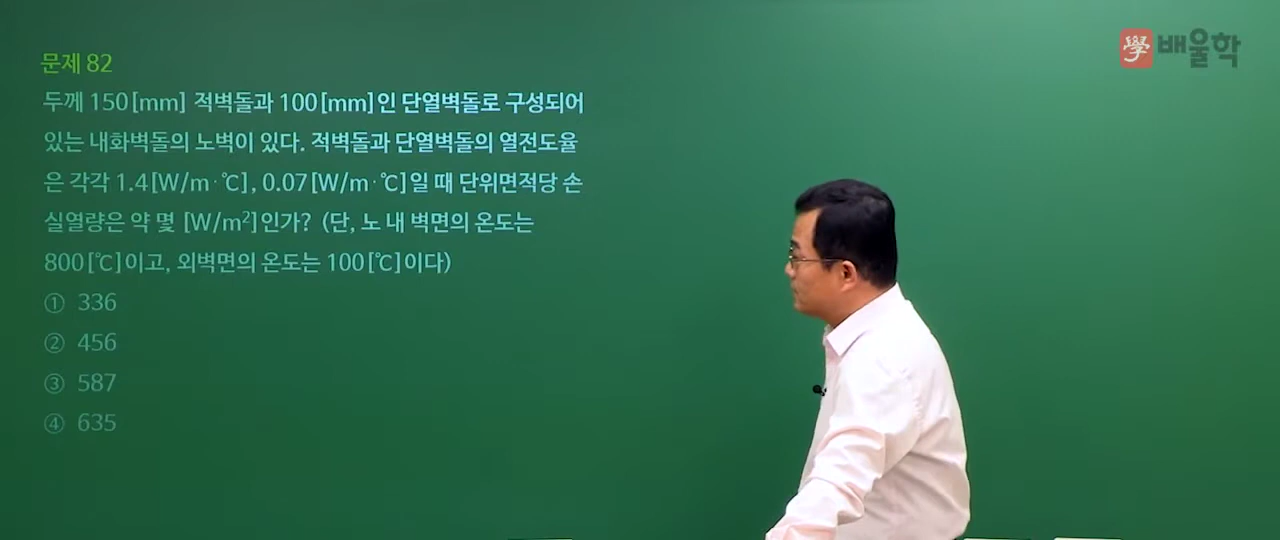 學 배울학
문제 82
두께 150[mm] 적벽돌과 100[mm]인 단열벽돌로 구성되어
있는 내화벽돌의 노벽이 있다. 적벽돌과 단열벽돌의 열전도율
은 각각 1.4[W/m·℃], 0.07[W/m·℃]일 때 단위면적당 손
실열량은 약 몇 [W/m²]인가? (단, 노 내 벽면의 온도는
800[℃]이고, 외벽면의 온도는 100[℃]이다)
① 336
② 456
③ 587
④ 635